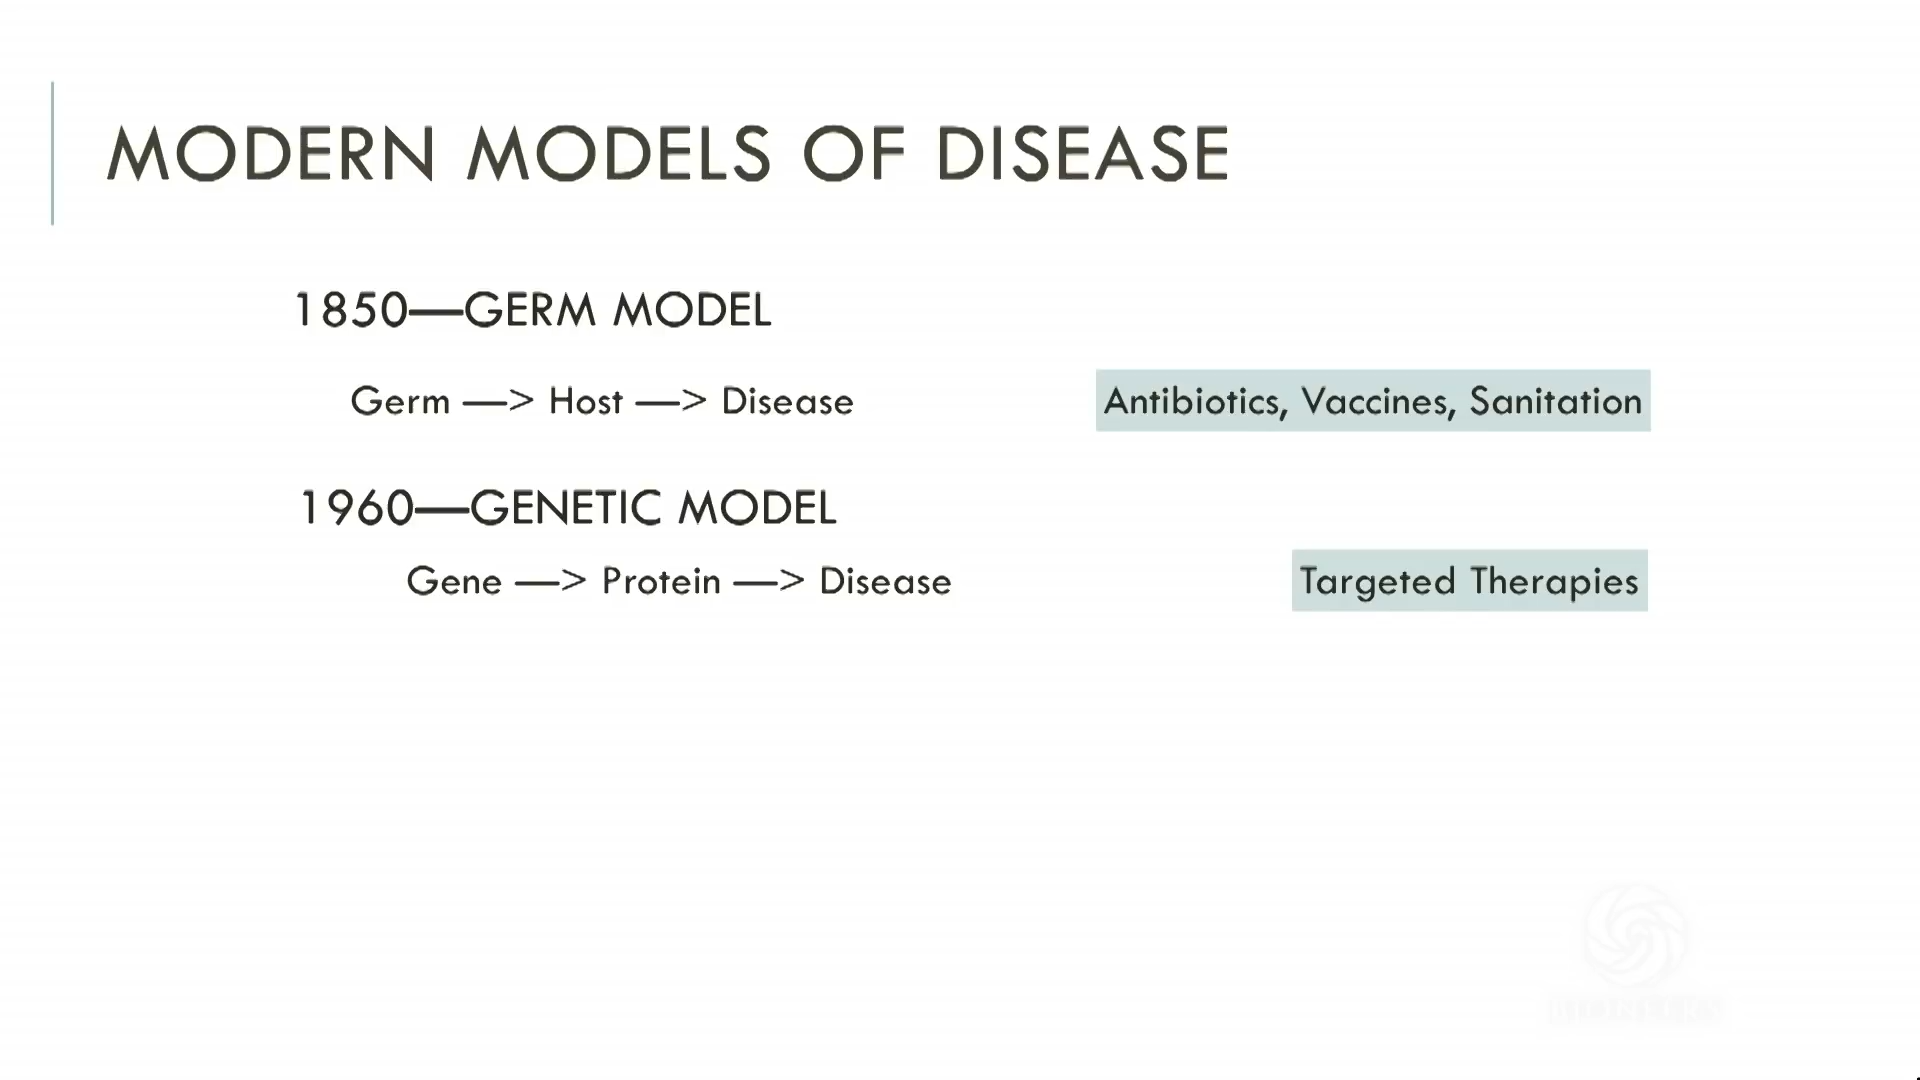 MODERN MODELS OF DISEASE
1850—GERM MODEL
Germ —> Host —> Disease
Antibiotics, Vaccines, Sanitation
1960—GENETIC MODEL
Gene —> Protein —> Disease
Targeted Therapies